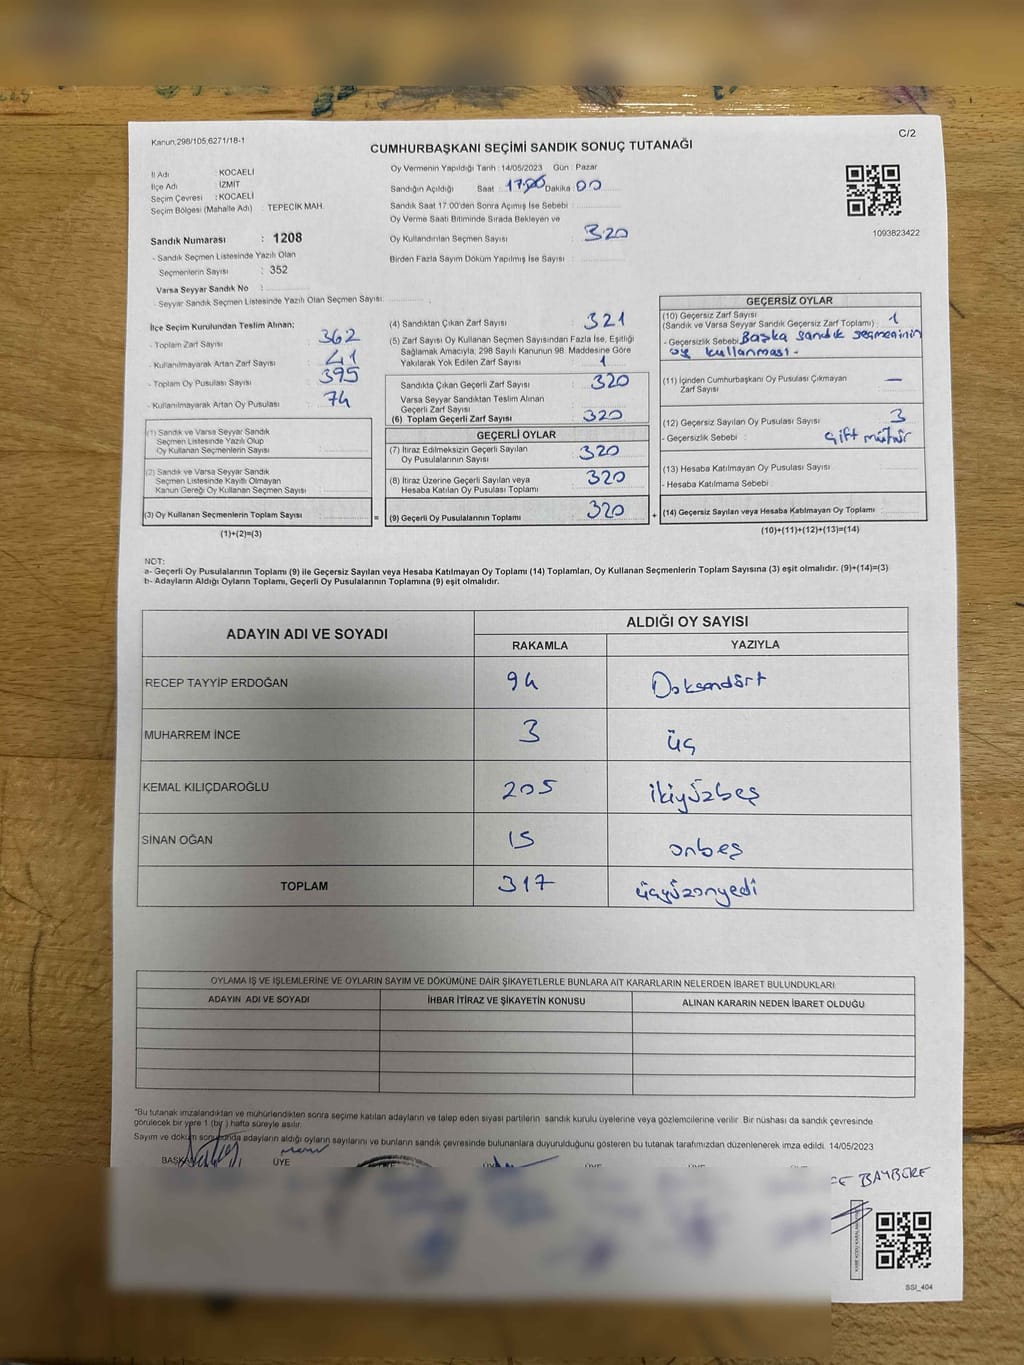 Kanun;298/105;6271/18-1
C/2
CUMHURBAŞKANI SEÇİMİ SANDIK SONUÇ TUTANAĞI
İl Adı : KOCAELİ
İlçe Adı : İZMİT
Seçim Çevresi : KOCAELİ
Seçim Bölgesi (Mahalle Adı) : TEPECİK MAH.
Sandık Numarası : 1208
- Sandık Seçmen Listesinde Yazılı Olan
Seçmenlerin Sayısı : 352
Varsa Seyyar Sandık No :
- Seyyar Sandık Seçmen Listesinde Yazılı Olan Seçmen Sayısı:
Oy Vermenin Yapıldığı Tarih : 14/05/2023 Gün : Pazar
Sandığın Açıldığı Saat : 17:00 Dakika : 00
Sandık Saat 17:00'den Sonra Açımış İse Sebebi :
Oy Verme Saati Bitiminde Sırada Bekleyen ve
Oy Kullandırılan Seçmen Sayısı : 320
Birden Fazla Sayım Döküm Yapılmış İse Sayısı :
1093823422
İlçe Seçim Kurulundan Teslim Alınan;
- Toplam Zarf Sayısı : 362
- Kullanılmayarak Artan Zarf Sayısı : 41
- Toplam Oy Pusulası Sayısı : 395
- Kullanılmayarak Artan Oy Pusulası : 74
(1) Sandık ve Varsa Seyyar Sandık
Seçmen Listesinde Yazılı Olup
Oy Kullanan Seçmenlerin Sayısı :
(2) Sandık ve Varsa Seyyar Sandık
Seçmen Listesinde Kayıtlı Olmayan
Kanun Gereği Oy Kullanan Seçmen Sayısı :
(3) Oy Kullanan Seçmenlerin Toplam Sayısı :
(1)+(2)=(3)
(4) Sandıktan Çıkan Zarf Sayısı : 321
(5) Zarf Sayısı Oy Kullanan Seçmen Sayısından Fazla İse, Eşitliği
Sağlamak Amacıyla, 298 Sayılı Kanunun 98. Maddesine Göre
Yakılarak Yok Edilen Zarf Sayısı : 1
Sandıkta Çıkan Geçerli Zarf Sayısı : 320
Varsa Seyyar Sandıktan Teslim Alınan
Geçerli Zarf Sayısı :
(6) Toplam Geçerli Zarf Sayısı : 320
GEÇERLİ OYLAR
(7) İtiraz Edilmeksizin Geçerli Sayılan
Oy Pusulalarının Sayısı : 320
(8) İtiraz Üzerine Geçerli Sayılan veya
Hesaba Katılan Oy Pusulası Toplamı : 320
= (9) Geçerli Oy Pusulalarının Toplamı : 320
GEÇERSİZ OYLAR
(10) Geçersiz Zarf Sayısı
(Sandık ve Varsa Seyyar Sandık Geçersiz Zarf Toplamı) : 1
- Geçersizlik Sebebi : Başka sandık seçmeninin
oy kullanması -
(11) İçinden Cumhurbaşkanı Oy Pusulası Çıkmayan
Zarf Sayısı : —
(12) Geçersiz Sayılan Oy Pusulası Sayısı : 3
- Geçersizlik Sebebi : Çift mühür
(13) Hesaba Katılmayan Oy Pusulası Sayısı :
- Hesaba Katılmama Sebebi :
+ (14) Geçersiz Sayılan veya Hesaba Katılmayan Oy Toplamı :
(10)+(11)+(12)+(13)=(14)
NOT:
a- Geçerli Oy Pusulalarının Toplamı (9) ile Geçersiz Sayılan veya Hesaba Katılmayan Oy Toplamı (14) Toplamları, Oy Kullanan Seçmenlerin Toplam Sayısına (3) eşit olmalıdır. (9)+(14)=(3)
b- Adayların Aldığı Oyların Toplamı, Geçerli Oy Pusulalarının Toplamına (9) eşit olmalıdır.
ADAYIN ADI VE SOYADI
ALDIĞI OY SAYISI
RAKAMLA YAZIYLA
RECEP TAYYİP ERDOĞAN 94 Doksandört
MUHARREM İNCE 3 üç
KEMAL KILIÇDAROĞLU 205 ikiyüzbeş
SİNAN OĞAN 15 onbeş
TOPLAM 317 üçyüzonyedi
OYLAMA İŞ VE İŞLEMLERİNE VE OYLARIN SAYIM VE DÖKÜMÜNE DAİR ŞİKAYETLERLE BUNLARA AİT KARARLARIN NELERDEN İBARET BULUNDUKLARI
ADAYIN ADI VE SOYADI İHBAR İTİRAZ VE ŞİKAYETİN KONUSU ALINAN KARARIN NEDEN İBARET OLDUĞU
"Bu tutanak imzalandıktan ve mühürlendikten sonra seçime katılan adayların ve talep eden siyasi partilerin sandık kurulu üyelerine veya gözlemcilerine verilir. Bir nüshası da sandık çevresinde
görülecek bir yere 1 (bir ) hafta süreyle asılır.
Sayım ve döküm sonucunda adayların aldığı oyların sayılarını ve bunların sandık çevresinde bulunanlara duyurulduğunu gösteren bu tutanak tarafımızdan düzenlenerek imza edildi. 14/05/2023
BAŞKAN ÜYE
BAYBERE
SSI_404